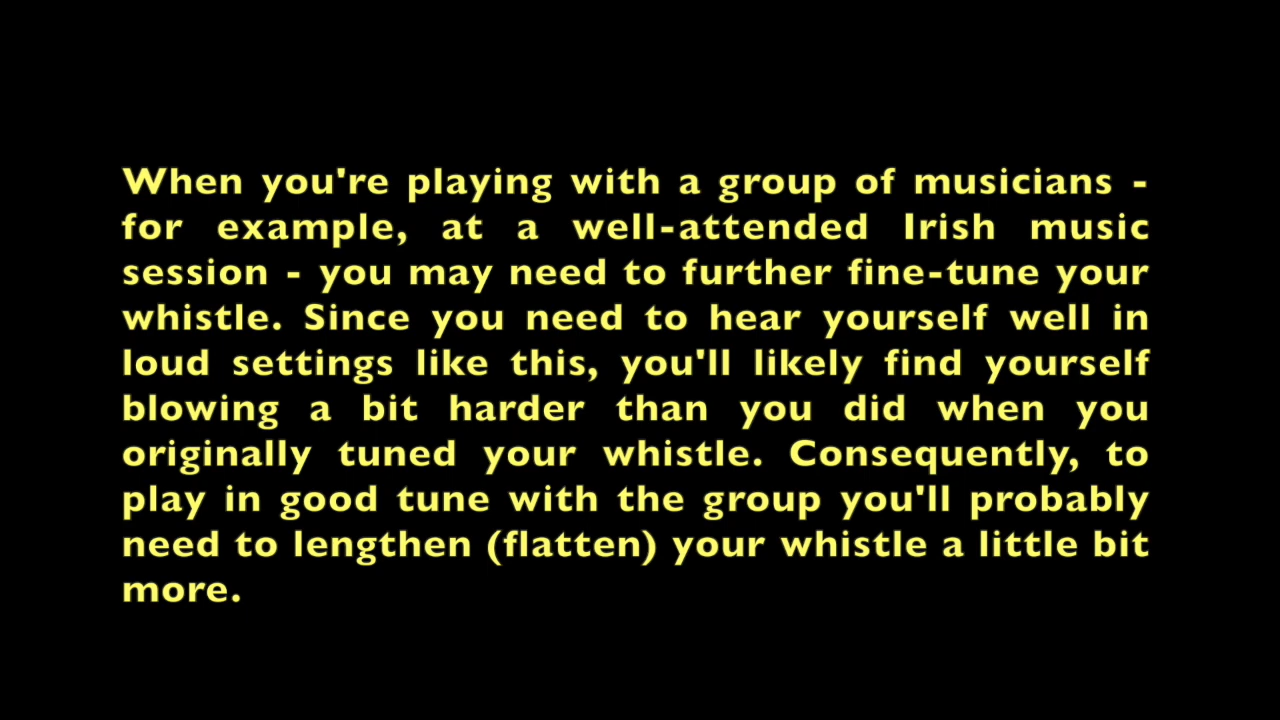 When you're playing with a group of musicians -
for example, at a well-attended Irish music
session - you may need to further fine-tune your
whistle. Since you need to hear yourself well in
loud settings like this, you'll likely find yourself
blowing a bit harder than you did when you
originally tuned your whistle. Consequently, to
play in good tune with the group you'll probably
need to lengthen (flatten) your whistle a little bit
more.